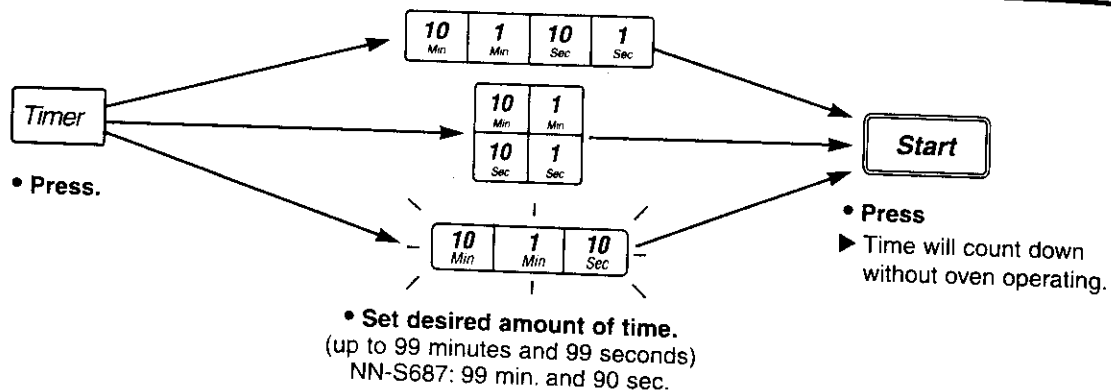 10 1 10 1
Min Min Sec Sec
Timer
• Press.
10 1
Min Min
10 1
Sec Sec
Start
• Press
▶ Time will count down
without oven operating.
10 1 10
Min Min Sec
• Set desired amount of time.
(up to 99 minutes and 99 seconds)
NN-S687: 99 min. and 90 sec.